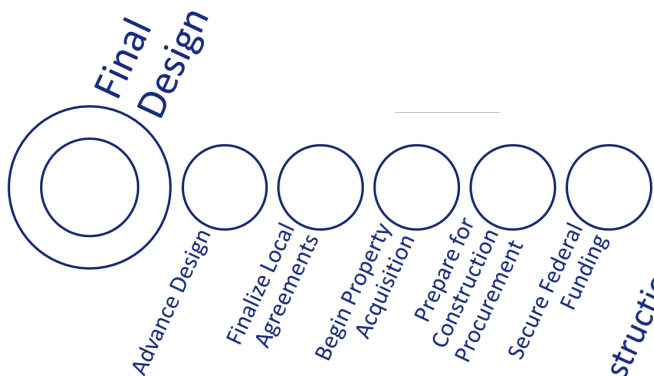 Final
Design
Advance Design
Finalize Local
Agreements
Begin Property
Acquisition
Prepare for
Construction
Procurement
Secure Federal
Funding